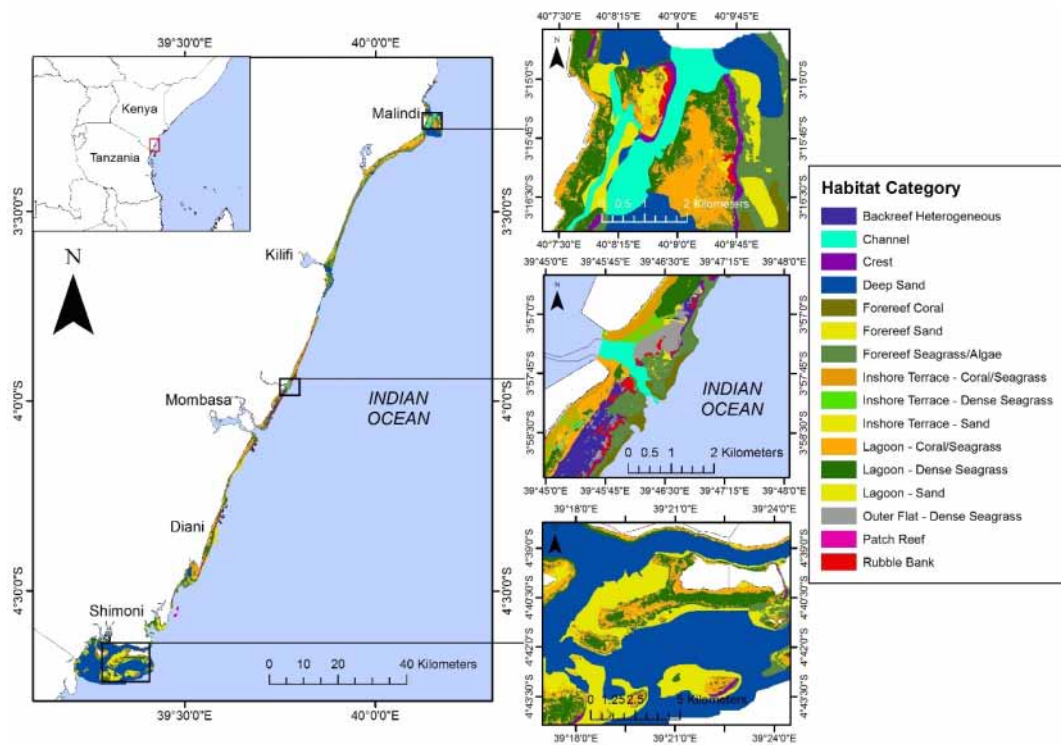 39°30'0"E
40°0'0"E
Kenya
Tanzania
Malindi
3°30'0"S
N
Kilifi
4°0'0"S
Mombasa
INDIAN
OCEAN
Diani
4°30'0"S
Shimoni
0 10 20 40 Kilometers
39°30'0"E
40°0'0"E
40°7'30"E 40°8'15"E 40°9'0"E 40°9'45"E
N
3°15'0"S
3°15'0"S
3°15'45"S
3°15'45"S
3°16'30"S
3°16'30"S
0 0.5 1 2 Kilometers
40°7'30"E 40°8'15"E 40°9'0"E 40°9'45"E
39°45'0"E 39°45'45"E 39°46'30"E 39°47'15"E 39°48'0"E
N
3°57'0"S
3°57'0"S
3°57'45"S
3°57'45"S
3°58'30"S
3°58'30"S
INDIAN
OCEAN
0 0.5 1 2 Kilometers
39°45'0"E 39°45'45"E 39°46'30"E 39°47'15"E 39°48'0"E
39°18'0"E 39°21'0"E 39°24'0"E
4°39'0"S
4°39'0"S
4°40'30"S
4°40'30"S
4°42'0"S
4°42'0"S
4°43'30"S
4°43'30"S
0 1.25 2.5 5 Kilometers
39°18'0"E 39°21'0"E 39°24'0"E
Habitat Category
Backreef Heterogeneous
Channel
Crest
Deep Sand
Forereef Coral
Forereef Sand
Forereef Seagrass/Algae
Inshore Terrace - Coral/Seagrass
Inshore Terrace - Dense Seagrass
Inshore Terrace - Sand
Lagoon - Coral/Seagrass
Lagoon - Dense Seagrass
Lagoon - Sand
Outer Flat - Dense Seagrass
Patch Reef
Rubble Bank